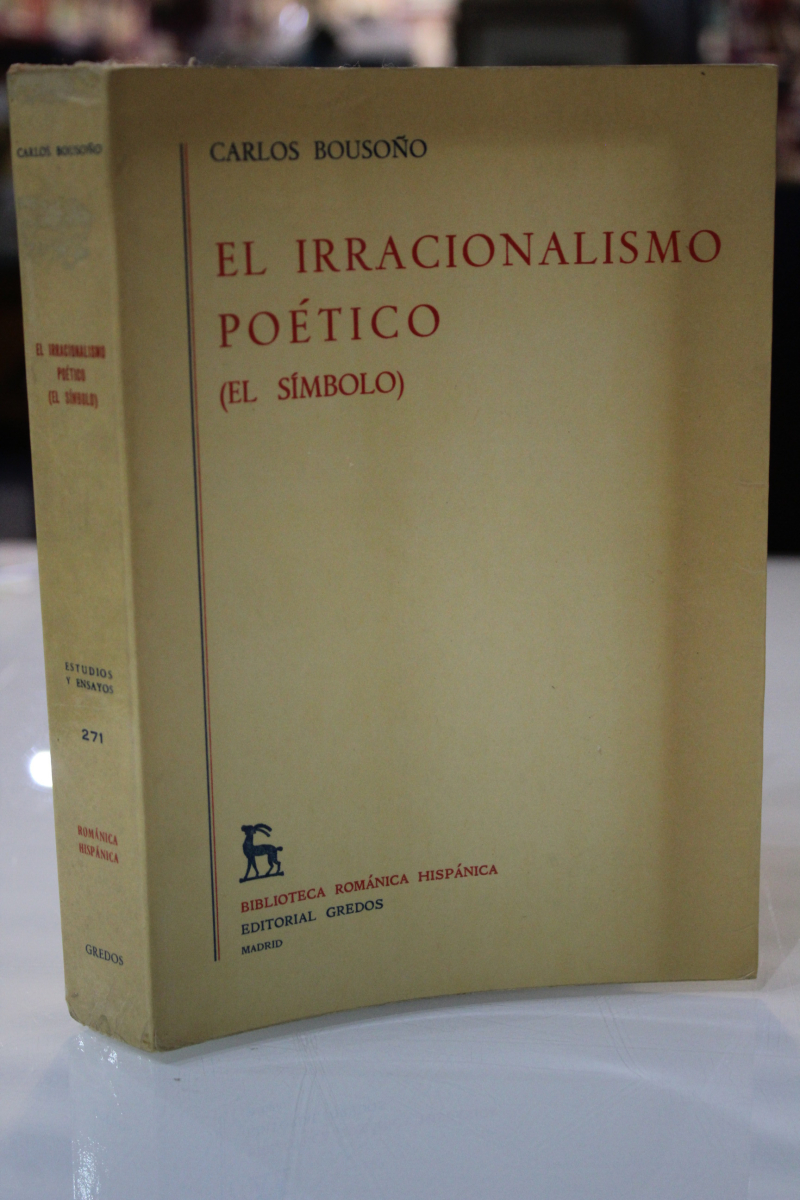 CARLOS BOUSOÑO
EL IRRACIONALISMO
POÉTICO
(EL SÍMBOLO)
ESTUDIOS
Y ENSAYOS
271
ROMÁNICA
HISPÁNICA
GREDOS
CARLOS BOUSOÑO
EL IRRACIONALISMO
POÉTICO
(EL SÍMBOLO)
BIBLIOTECA ROMÁNICA HISPÁNICA
EDITORIAL GREDOS
MADRID